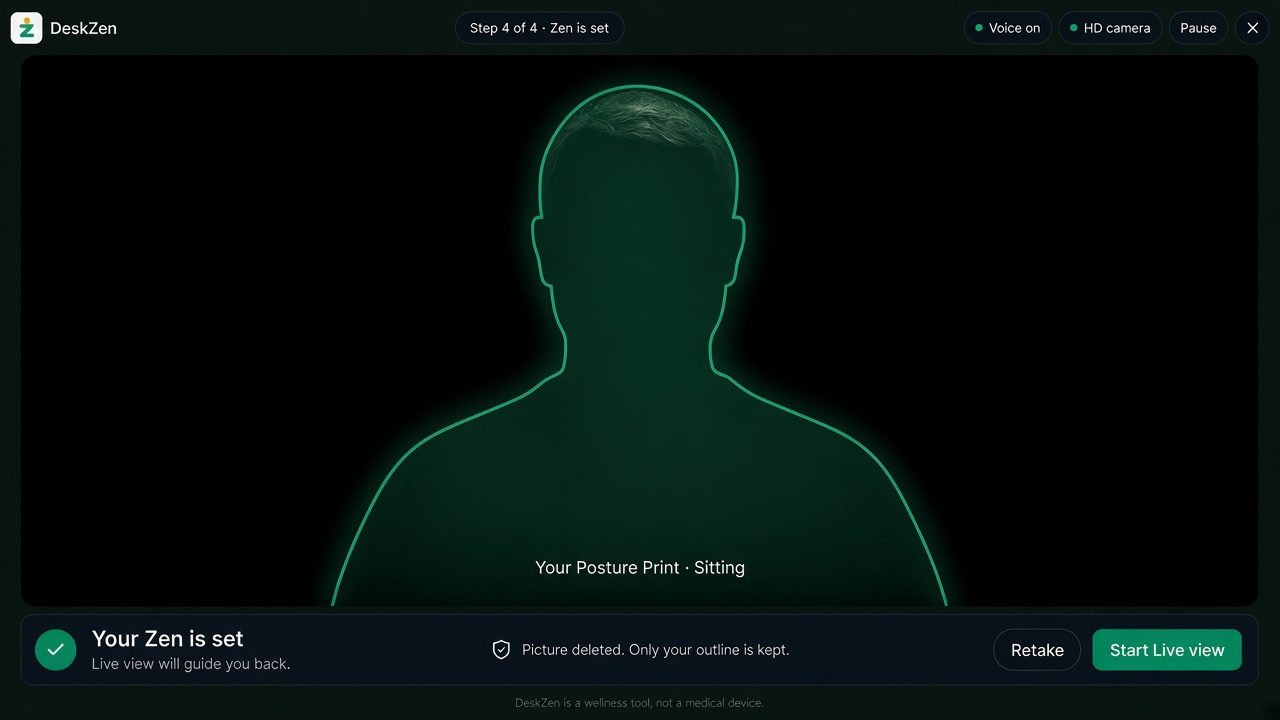 DeskZen
Step 4 of 4 · Zen is set
Voice on
HD camera
Pause
Your Posture Print · Sitting
Your Zen is set
Live view will guide you back.
Picture deleted. Only your outline is kept.
Retake
Start Live view
DeskZen is a wellness tool, not a medical device.